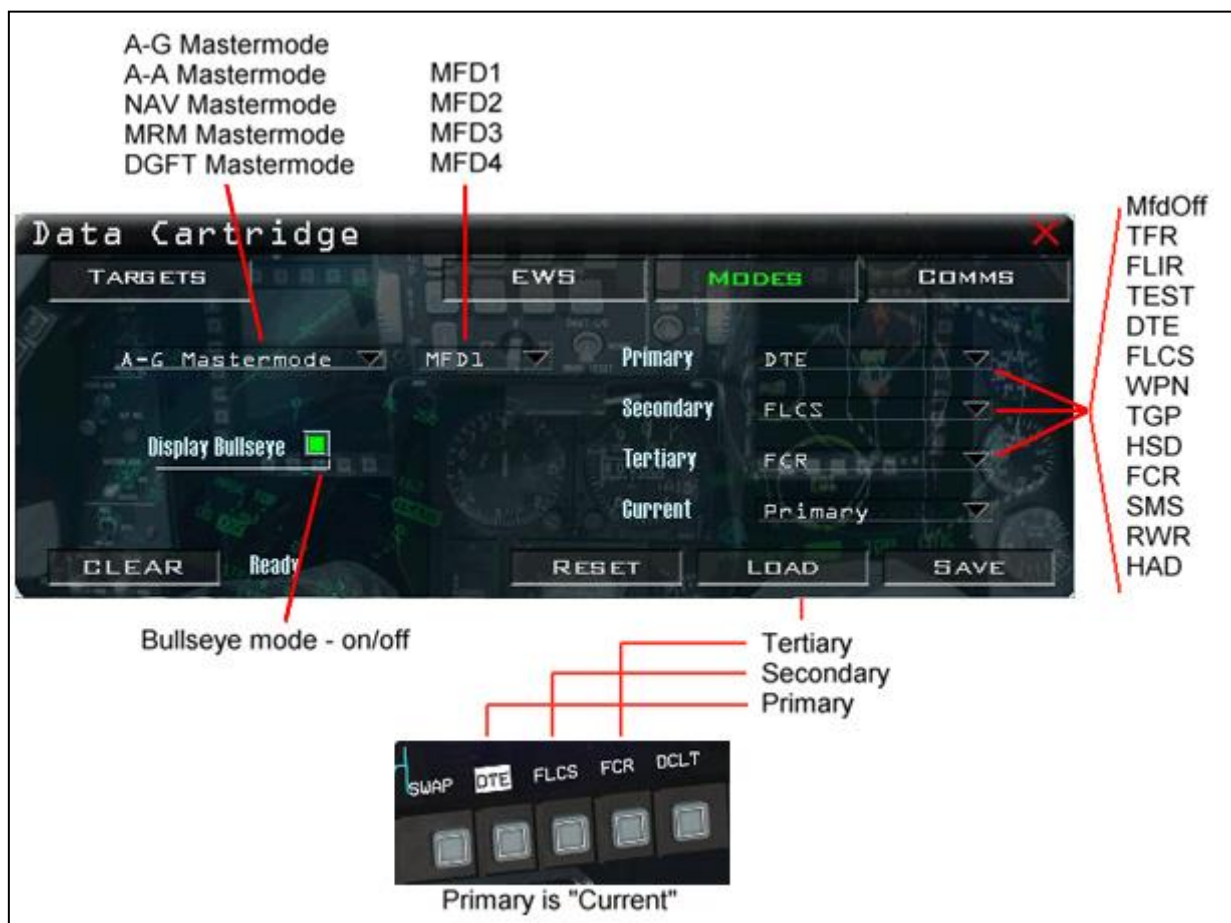 A-G Mastermode
A-A Mastermode
NAV Mastermode
MRM Mastermode
DGFT Mastermode
MFD1
MFD2
MFD3
MFD4
MfdOff
TFR
FLIR
TEST
DTE
FLCS
WPN
TGP
HSD
FCR
SMS
RWR
HAD
Data Cartridge
TARGETS
EWS
MODES
COMMS
A-G Mastermode
MFD1
Primary
DTE
Secondary
FLCS
Display Bullseye
Tertiary
FCR
Current
Primary
CLEAR
Ready
RESET
LOAD
SAVE
Bullseye mode - on/off
Tertiary
Secondary
Primary
SWAP DTE FLCS FCR DCLT
Primary is "Current"